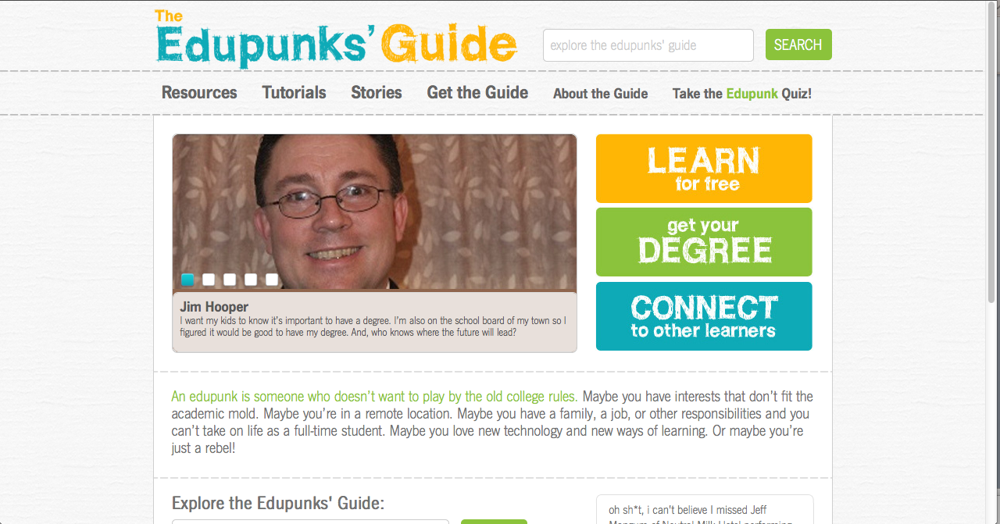 The
Edupunks' Guide
explore the edupunks' guide
SEARCH
Resources Tutorials Stories Get the Guide About the Guide Take the Edupunk Quiz!
LEARN
for free
get your
DEGREE
CONNECT
to other learners
Jim Hooper
I want my kids to know it's important to have a degree. I'm also on the school board of my town so I
figured it would be good to have my degree. And, who knows where the future will lead?
An edupunk is someone who doesn't want to play by the old college rules. Maybe you have interests that don't fit the
academic mold. Maybe you're in a remote location. Maybe you have a family, a job, or other responsibilities and you
can't take on life as a full-time student. Maybe you love new technology and new ways of learning. Or maybe you're
just a rebel!
Explore the Edupunks' Guide:
oh sh*t, i can't believe I missed Jeff
Mangum of Neutral Milk Hotel performing